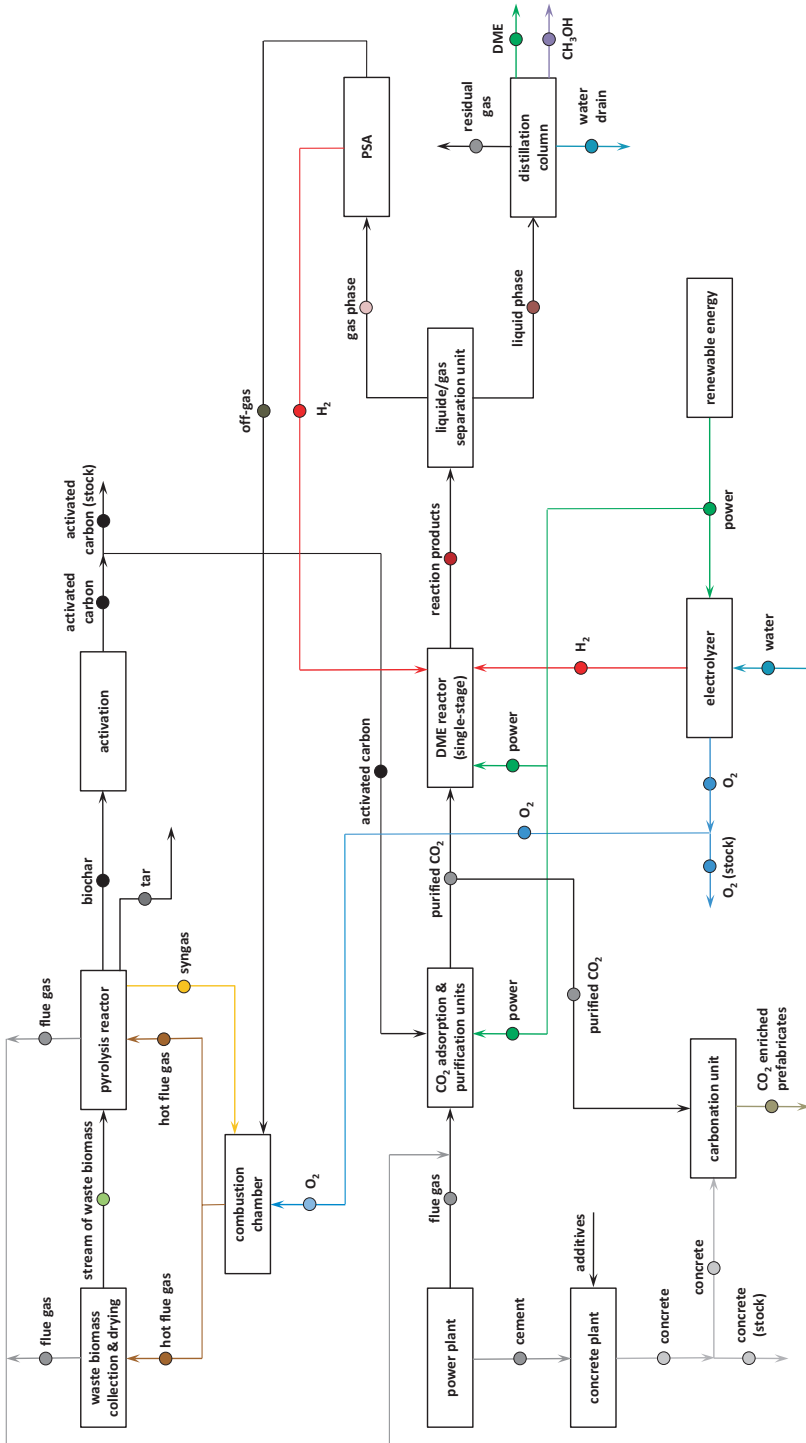 flue gas
flue gas
waste biomass
collection & drying
stream of waste biomass
pyrolysis reactor
biochar
activation
activated
carbon
activated
carbon (stock)
tar
hot flue gas
hot flue gas
syngas
off-gas
combustion
chamber
O₂
H₂
PSA
activated carbon
gas phase
power plant
flue gas
CO₂ adsorption &
purification units
purified CO₂
DME reactor
(single-stage)
reaction products
liquide/gas
separation unit
residual
gas
DME
CH₃OH
distillation
column
water
drain
liquid phase
cement
power
power
O₂
additives
concrete plant
purified CO₂
H₂
concrete
concrete
carbonation unit
electrolyzer
power
renewable energy
O₂
O₂ (stock)
concrete
(stock)
CO₂ enriched
prefabricates
water